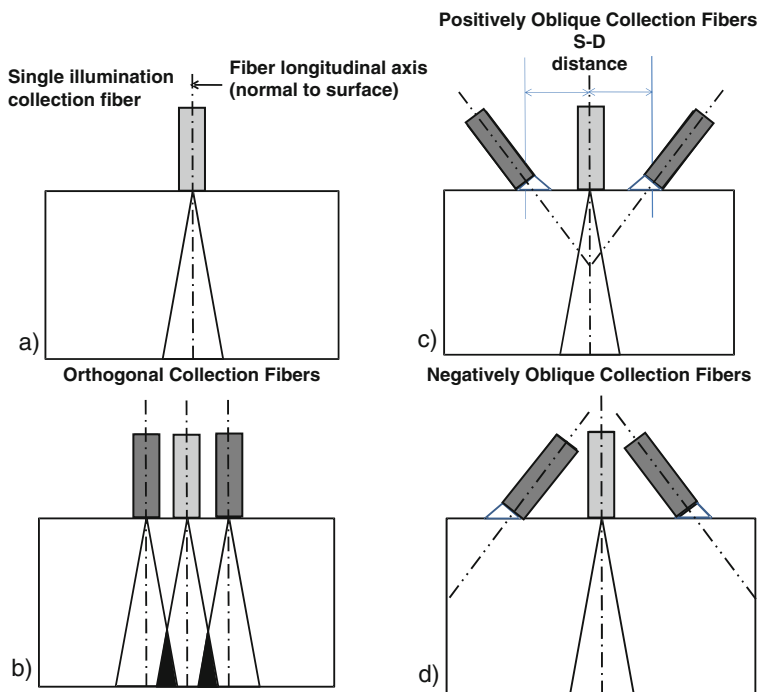 Single illumination
collection fiber
Fiber longitudinal axis
(normal to surface)
a)
Positively Oblique Collection Fibers
S-D
distance
c)
Orthogonal Collection Fibers
b)
Negatively Oblique Collection Fibers
d)